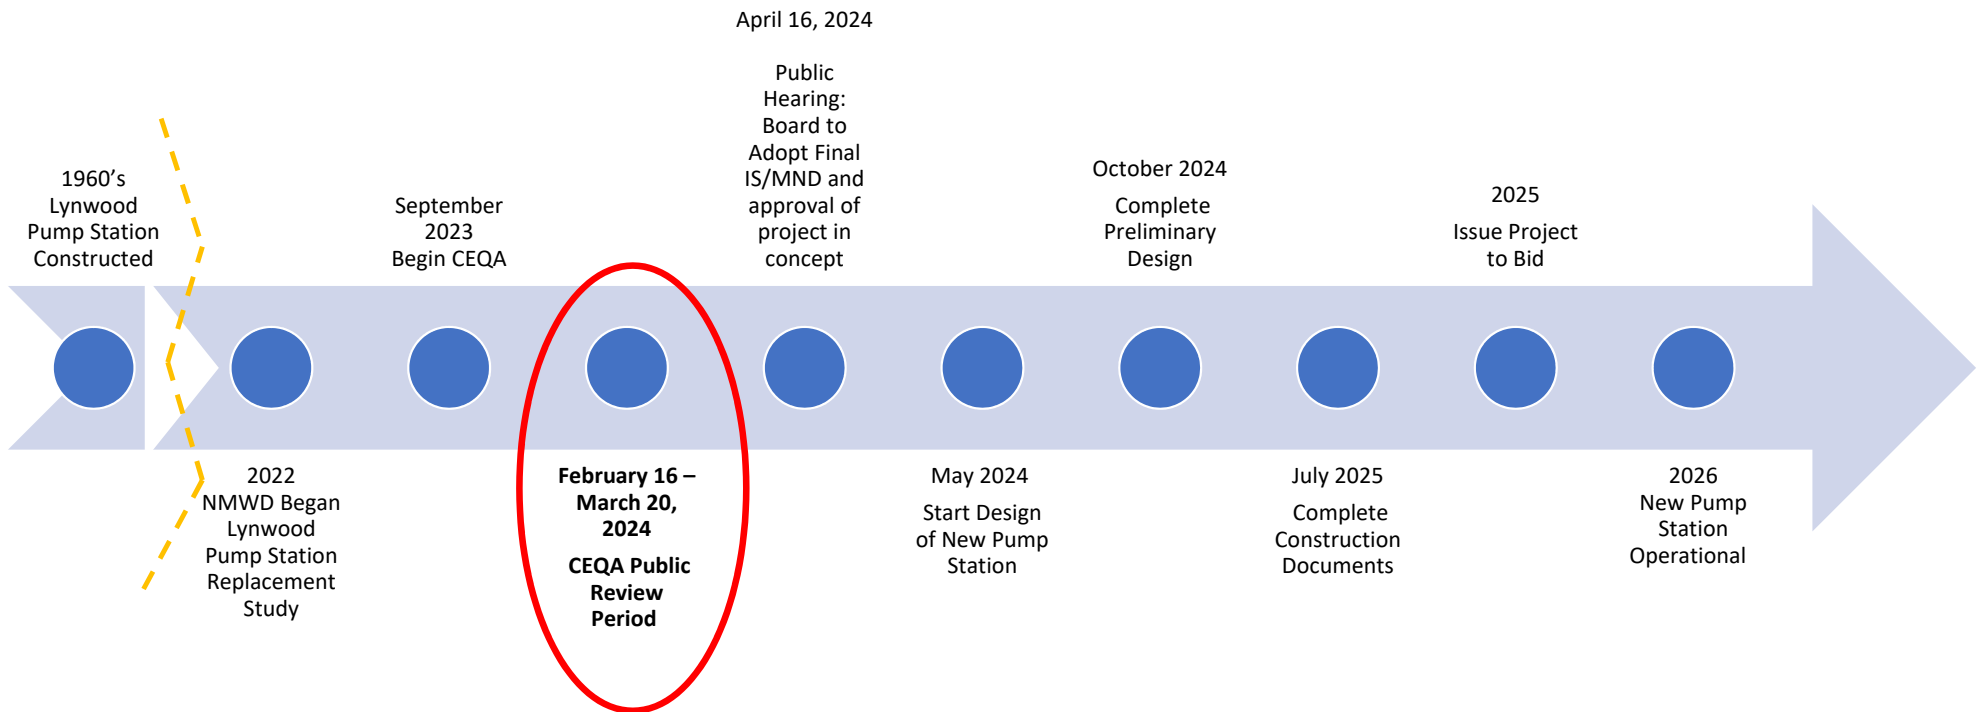 1960’s
Lynwood
Pump Station
Constructed
2022
NMWD Began
Lynwood
Pump Station
Replacement
Study
September
2023
Begin CEQA
February 16 –
March 20,
2024
CEQA Public
Review
Period
April 16, 2024
Public
Hearing:
Board to
Adopt Final
IS/MND and
approval of
project in
concept
May 2024
Start Design
of New Pump
Station
October 2024
Complete
Preliminary
Design
July 2025
Complete
Construction
Documents
2025
Issue Project
to Bid
2026
New Pump
Station
Operational